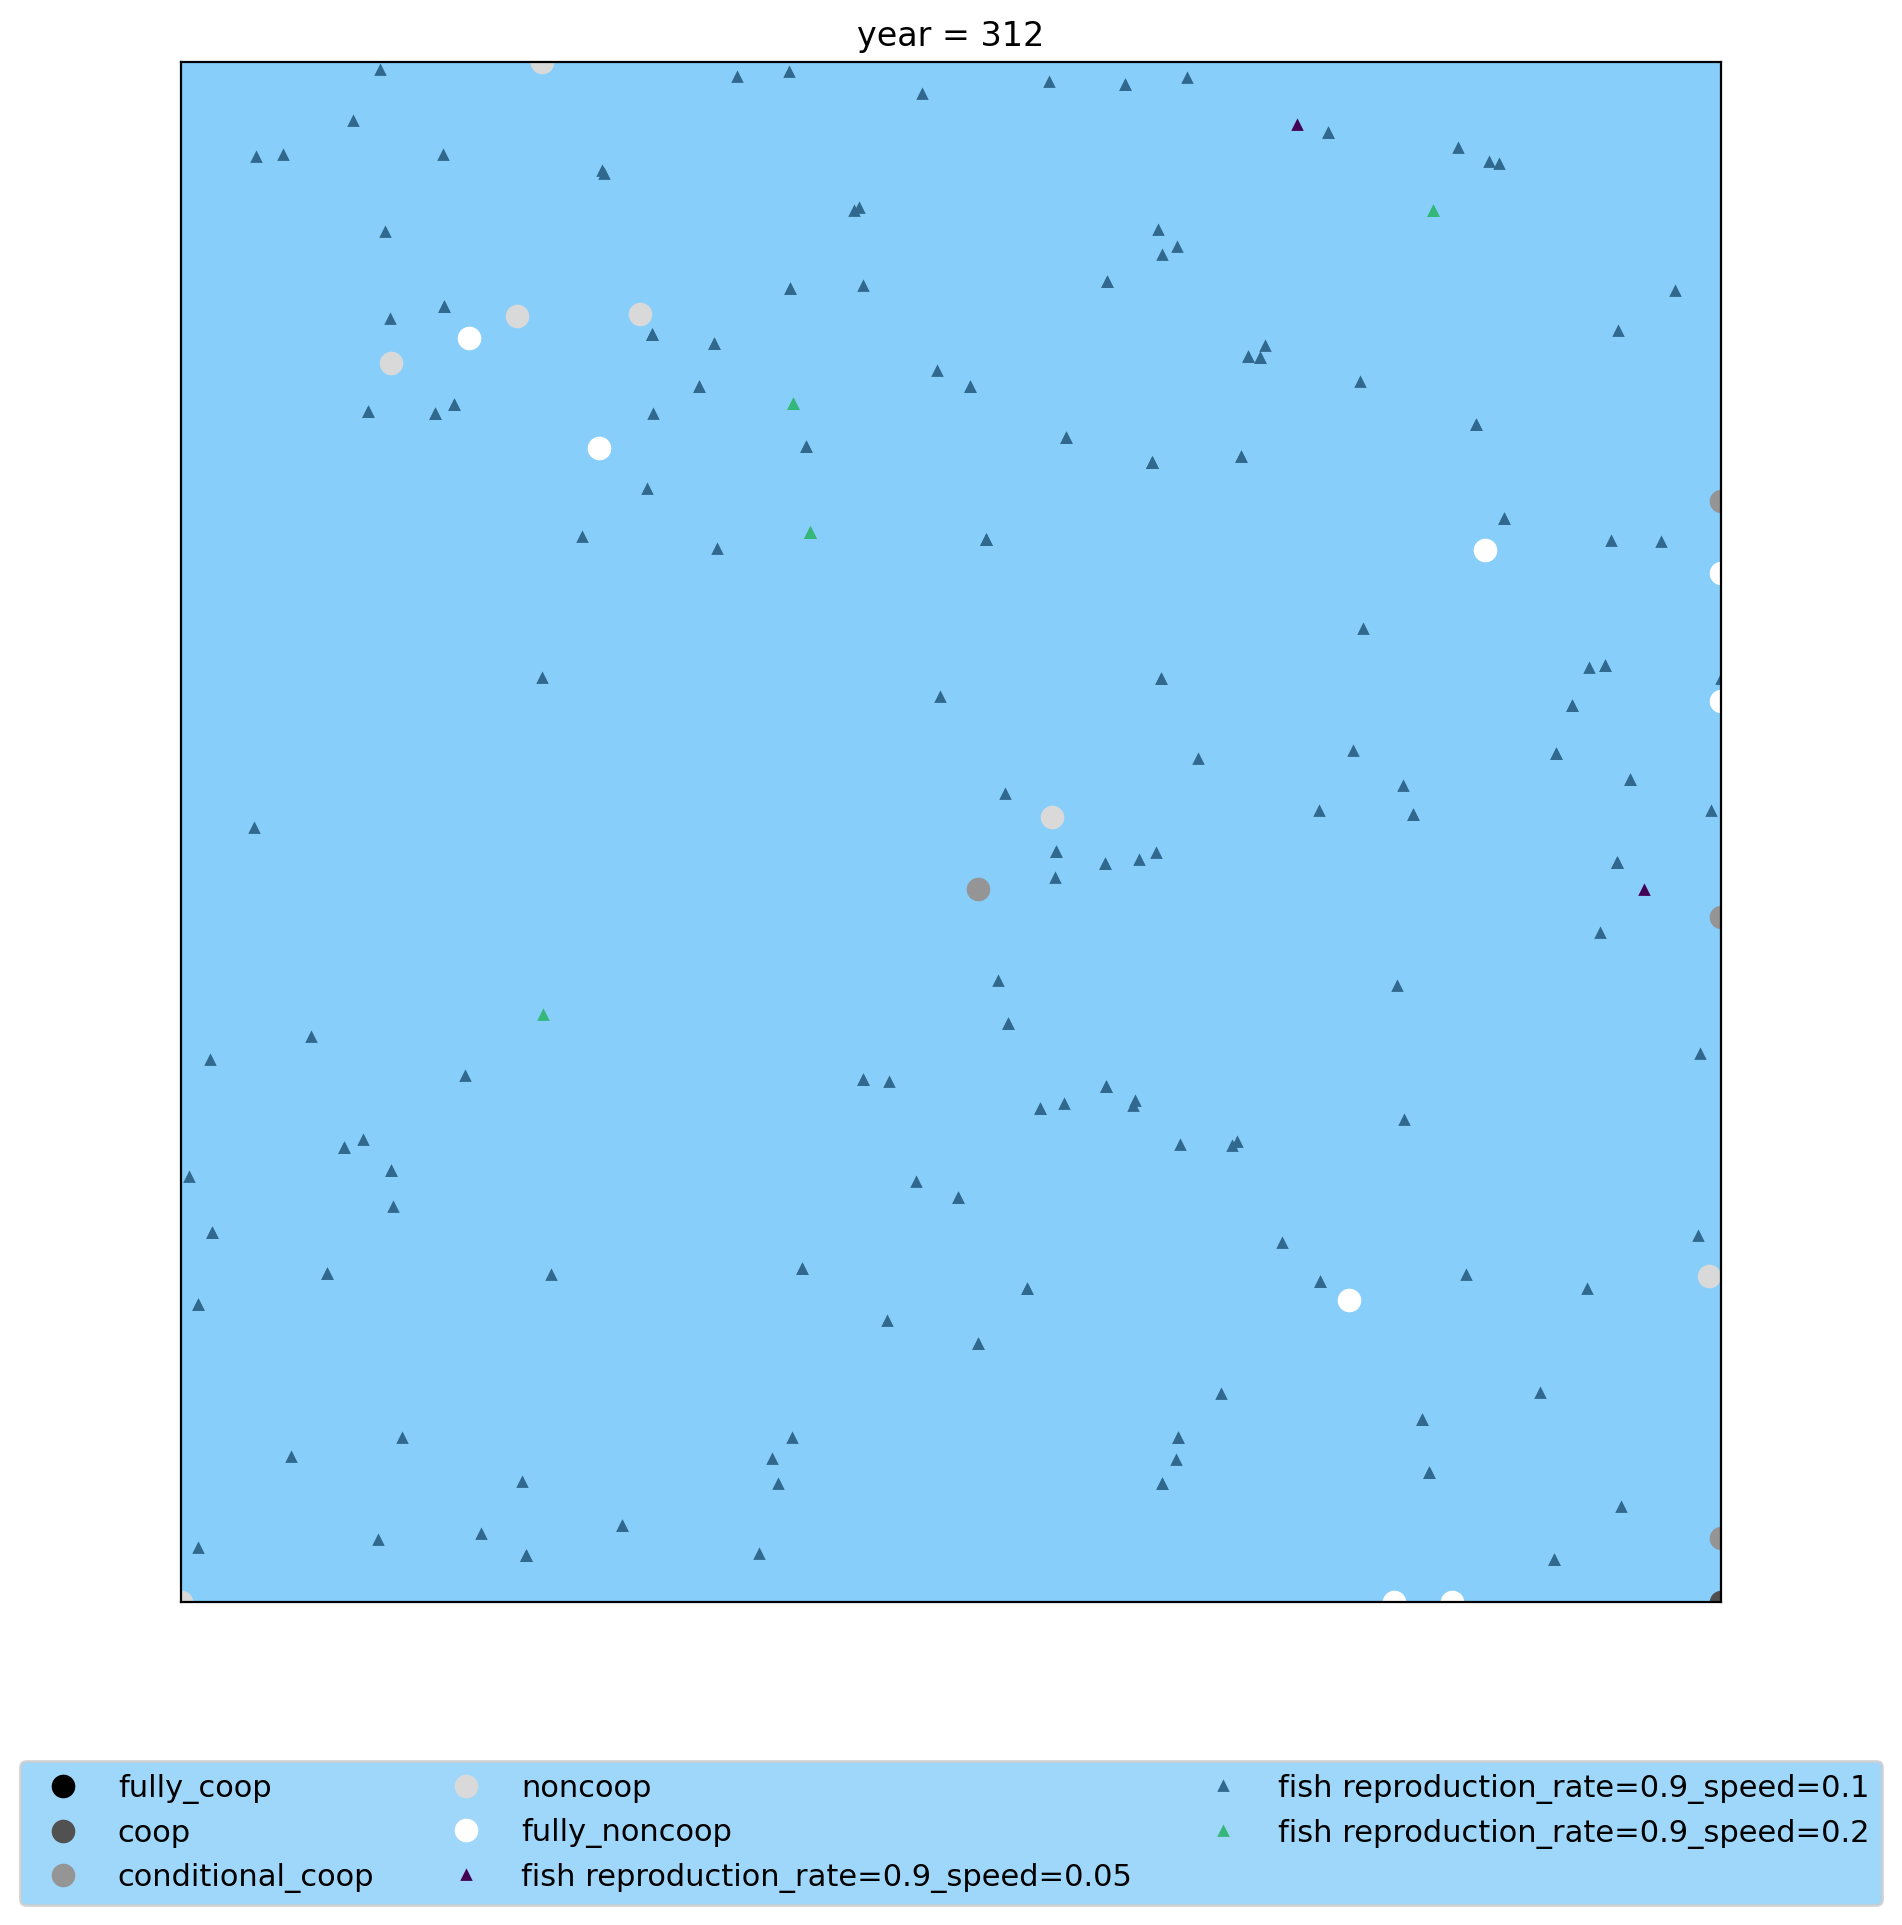 year = 312
fully_coop
coop
conditional_coop
noncoop
fully_noncoop
fish reproduction_rate=0.9_speed=0.05
fish reproduction_rate=0.9_speed=0.1
fish reproduction_rate=0.9_speed=0.2